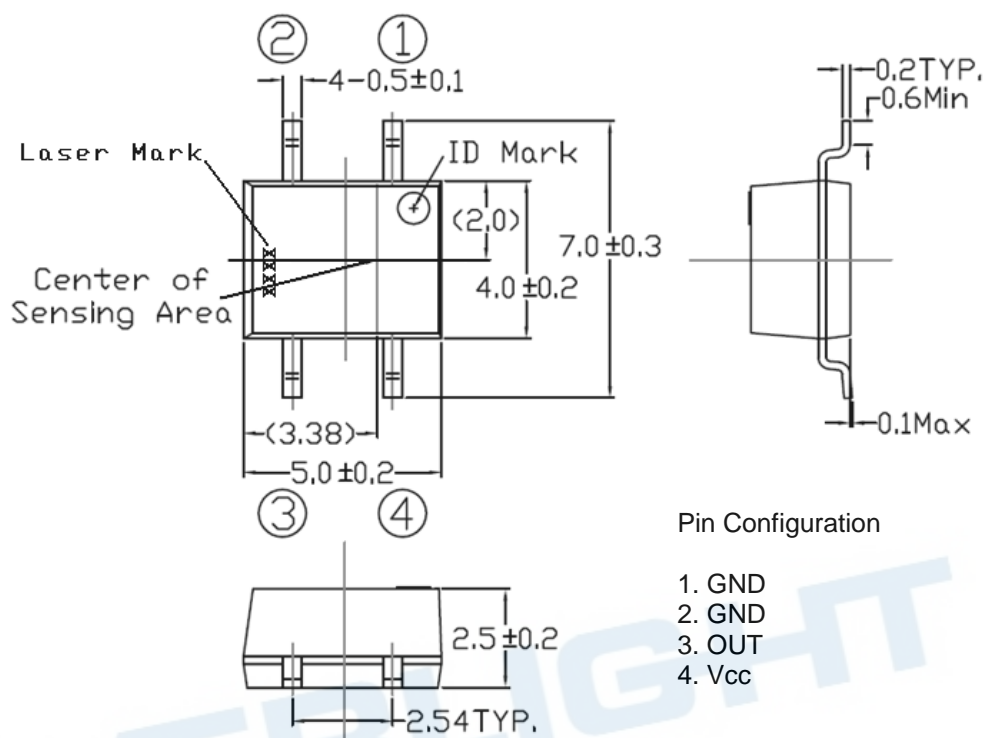 ② ①
4-0.5±0.1
0.2TYP.
0.6Min
Laser Mark
ID Mark
(2.0)
7.0±0.3
4.0±0.2
Center of
Sensing Area
(3.38)
5.0±0.2
0.1Max
③ ④
Pin Configuration
1. GND
2. GND
3. OUT
4. Vcc
2.5±0.2
2.54TYP.